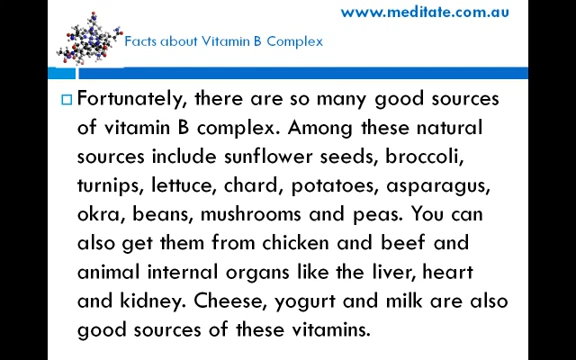 www.meditate.com.au
Facts about Vitamin B Complex
Fortunately, there are so many good sources
of vitamin B complex. Among these natural
sources include sunflower seeds, broccoli,
turnips, lettuce, chard, potatoes, asparagus,
okra, beans, mushrooms and peas. You can
also get them from chicken and beef and
animal internal organs like the liver, heart
and kidney. Cheese, yogurt and milk are also
good sources of these vitamins.